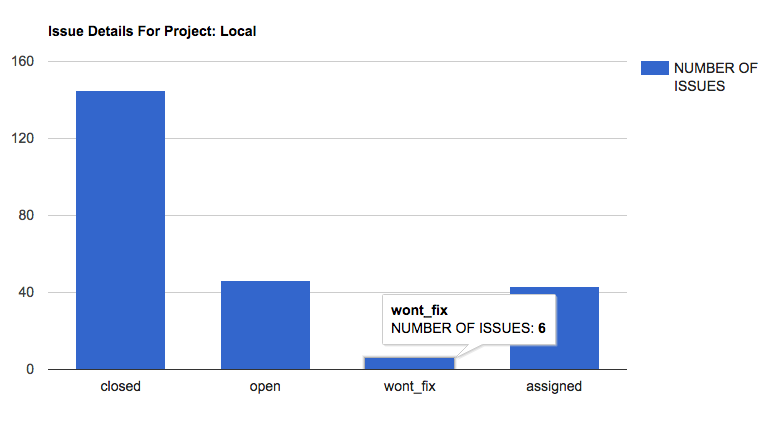 Issue Details For Project: Local
160
120
80
40
0
NUMBER OF
ISSUES
wont_fix
NUMBER OF ISSUES: 6
closed
open
wont_fix
assigned